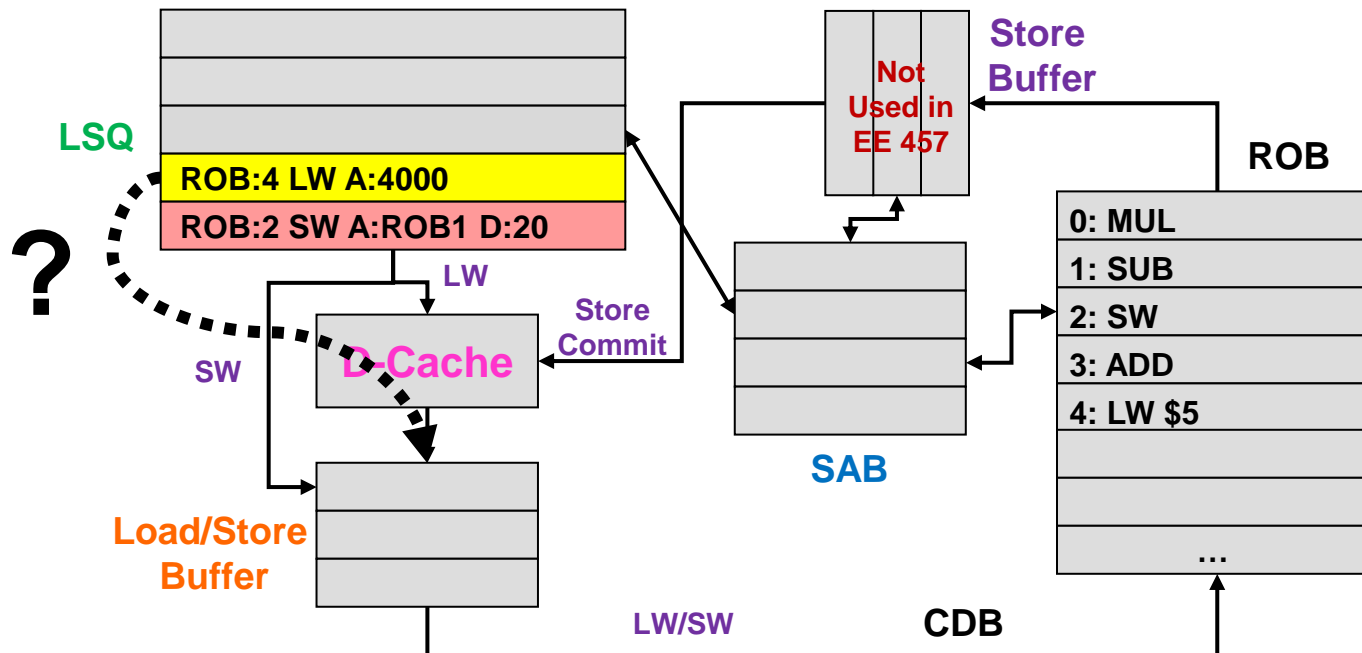 Store
Buffer
Not
Used in
EE 457
LSQ
ROB
ROB:4 LW A:4000
ROB:2 SW A:ROB1 D:20
0: MUL
1: SUB
2: SW
3: ADD
4: LW $5
...
?
LW
Store
Commit
SW
D-Cache
SAB
Load/Store
Buffer
LW/SW
CDB